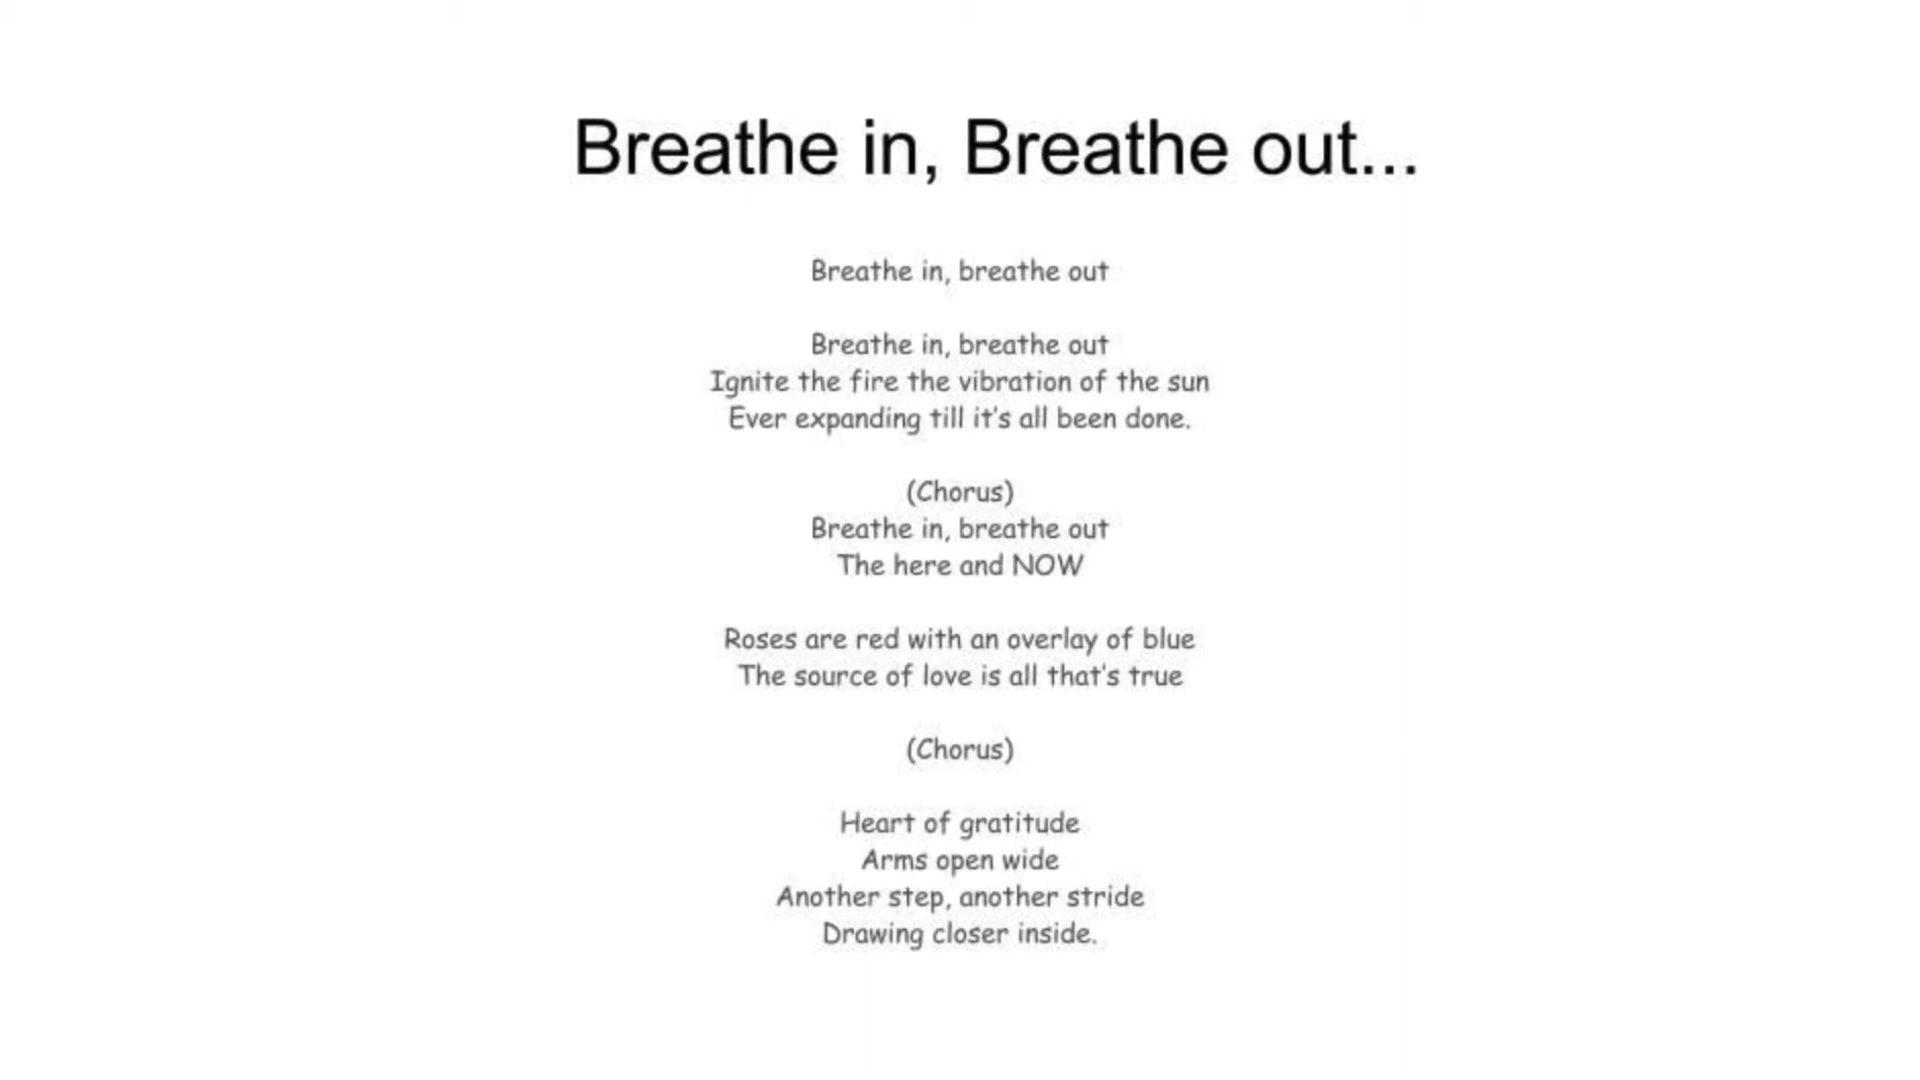 Breathe in, Breathe out...
Breathe in, breathe out
Breathe in, breathe out
Ignite the fire the vibration of the sun
Ever expanding till it's all been done.
(Chorus)
Breathe in, breathe out
The here and NOW
Roses are red with an overlay of blue
The source of love is all that's true
(Chorus)
Heart of gratitude
Arms open wide
Another step, another stride
Drawing closer inside.